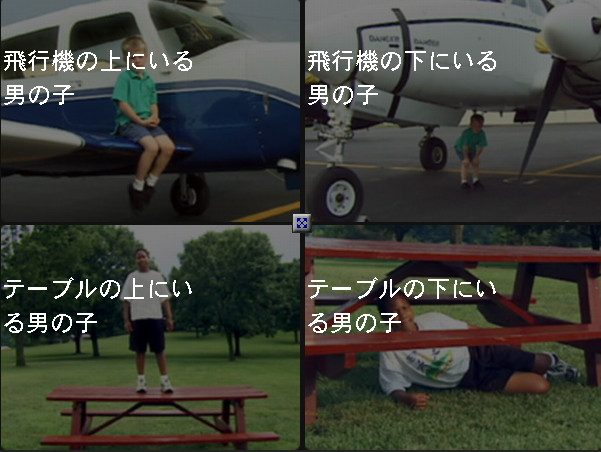 飛行機の上にいる
男の子
飛行機の下にいる
男の子
テーブルの上にい
る男の子
テーブルの下にい
る男の子